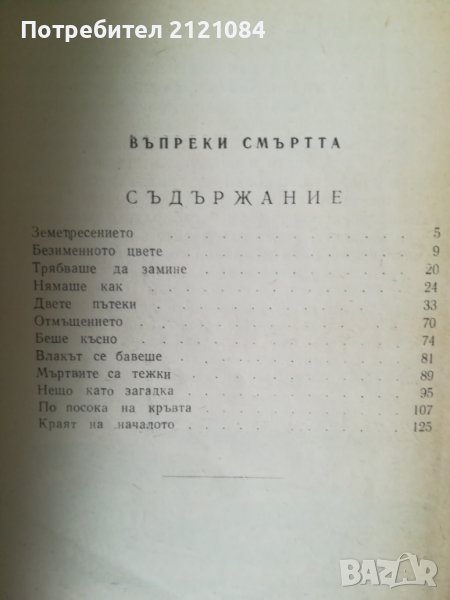 Потребител 2121084
ВЪПРЕКИ СМЪРТТА
СЪДЪРЖАНИЕ
Земетресението . . . . . . . . 5
Безименното цвете . . . . . . . 9
Трябваше да замине . . . . . . 20
Нямаше как . . . . . . . . 24
Двете пътеки . . . . . . . . 33
Отмъщението . . . . . . . . 70
Беше късно . . . . . . . . 74
Влакът се бавеше . . . . . . . 81
Мъртвите са тежки . . . . . . 89
Нещо като загадка . . . . . . 95
По посока на кръвта . . . . . . 107
Краят на началото . . . . . . 125
BAZAR